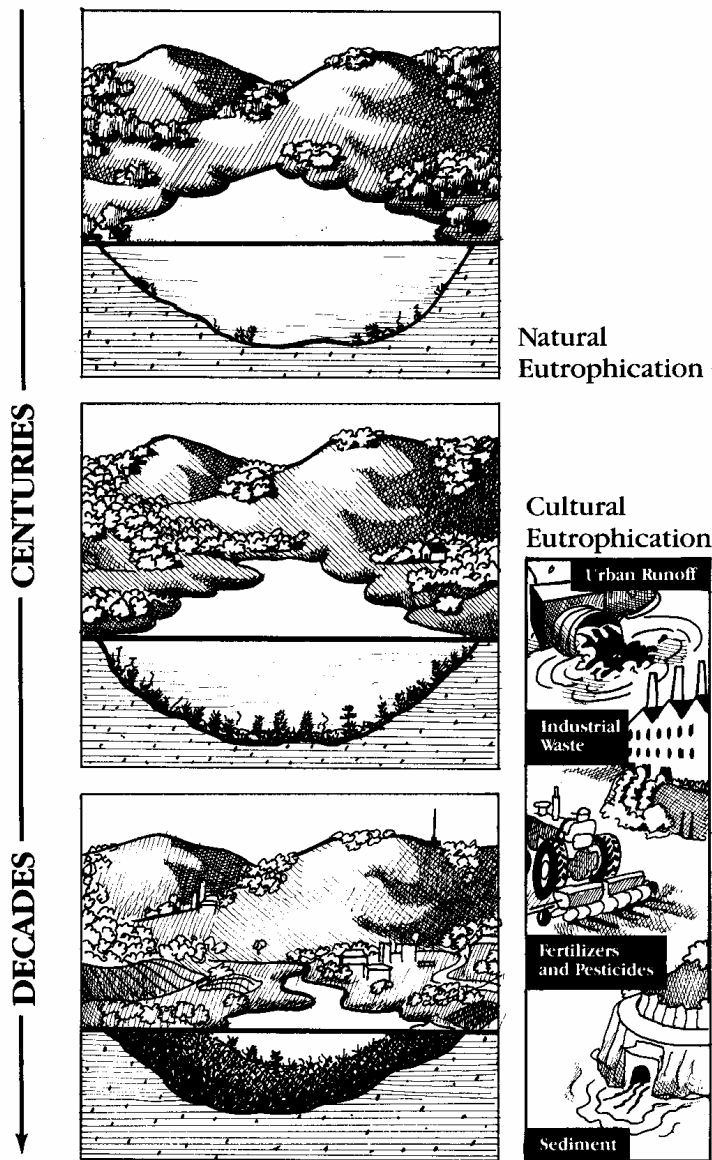 CENTURIES
DECADES
Natural
Eutrophication
Cultural
Eutrophication
Urban Runoff
Industrial
Waste
Fertilizers
and Pesticides
Sediment